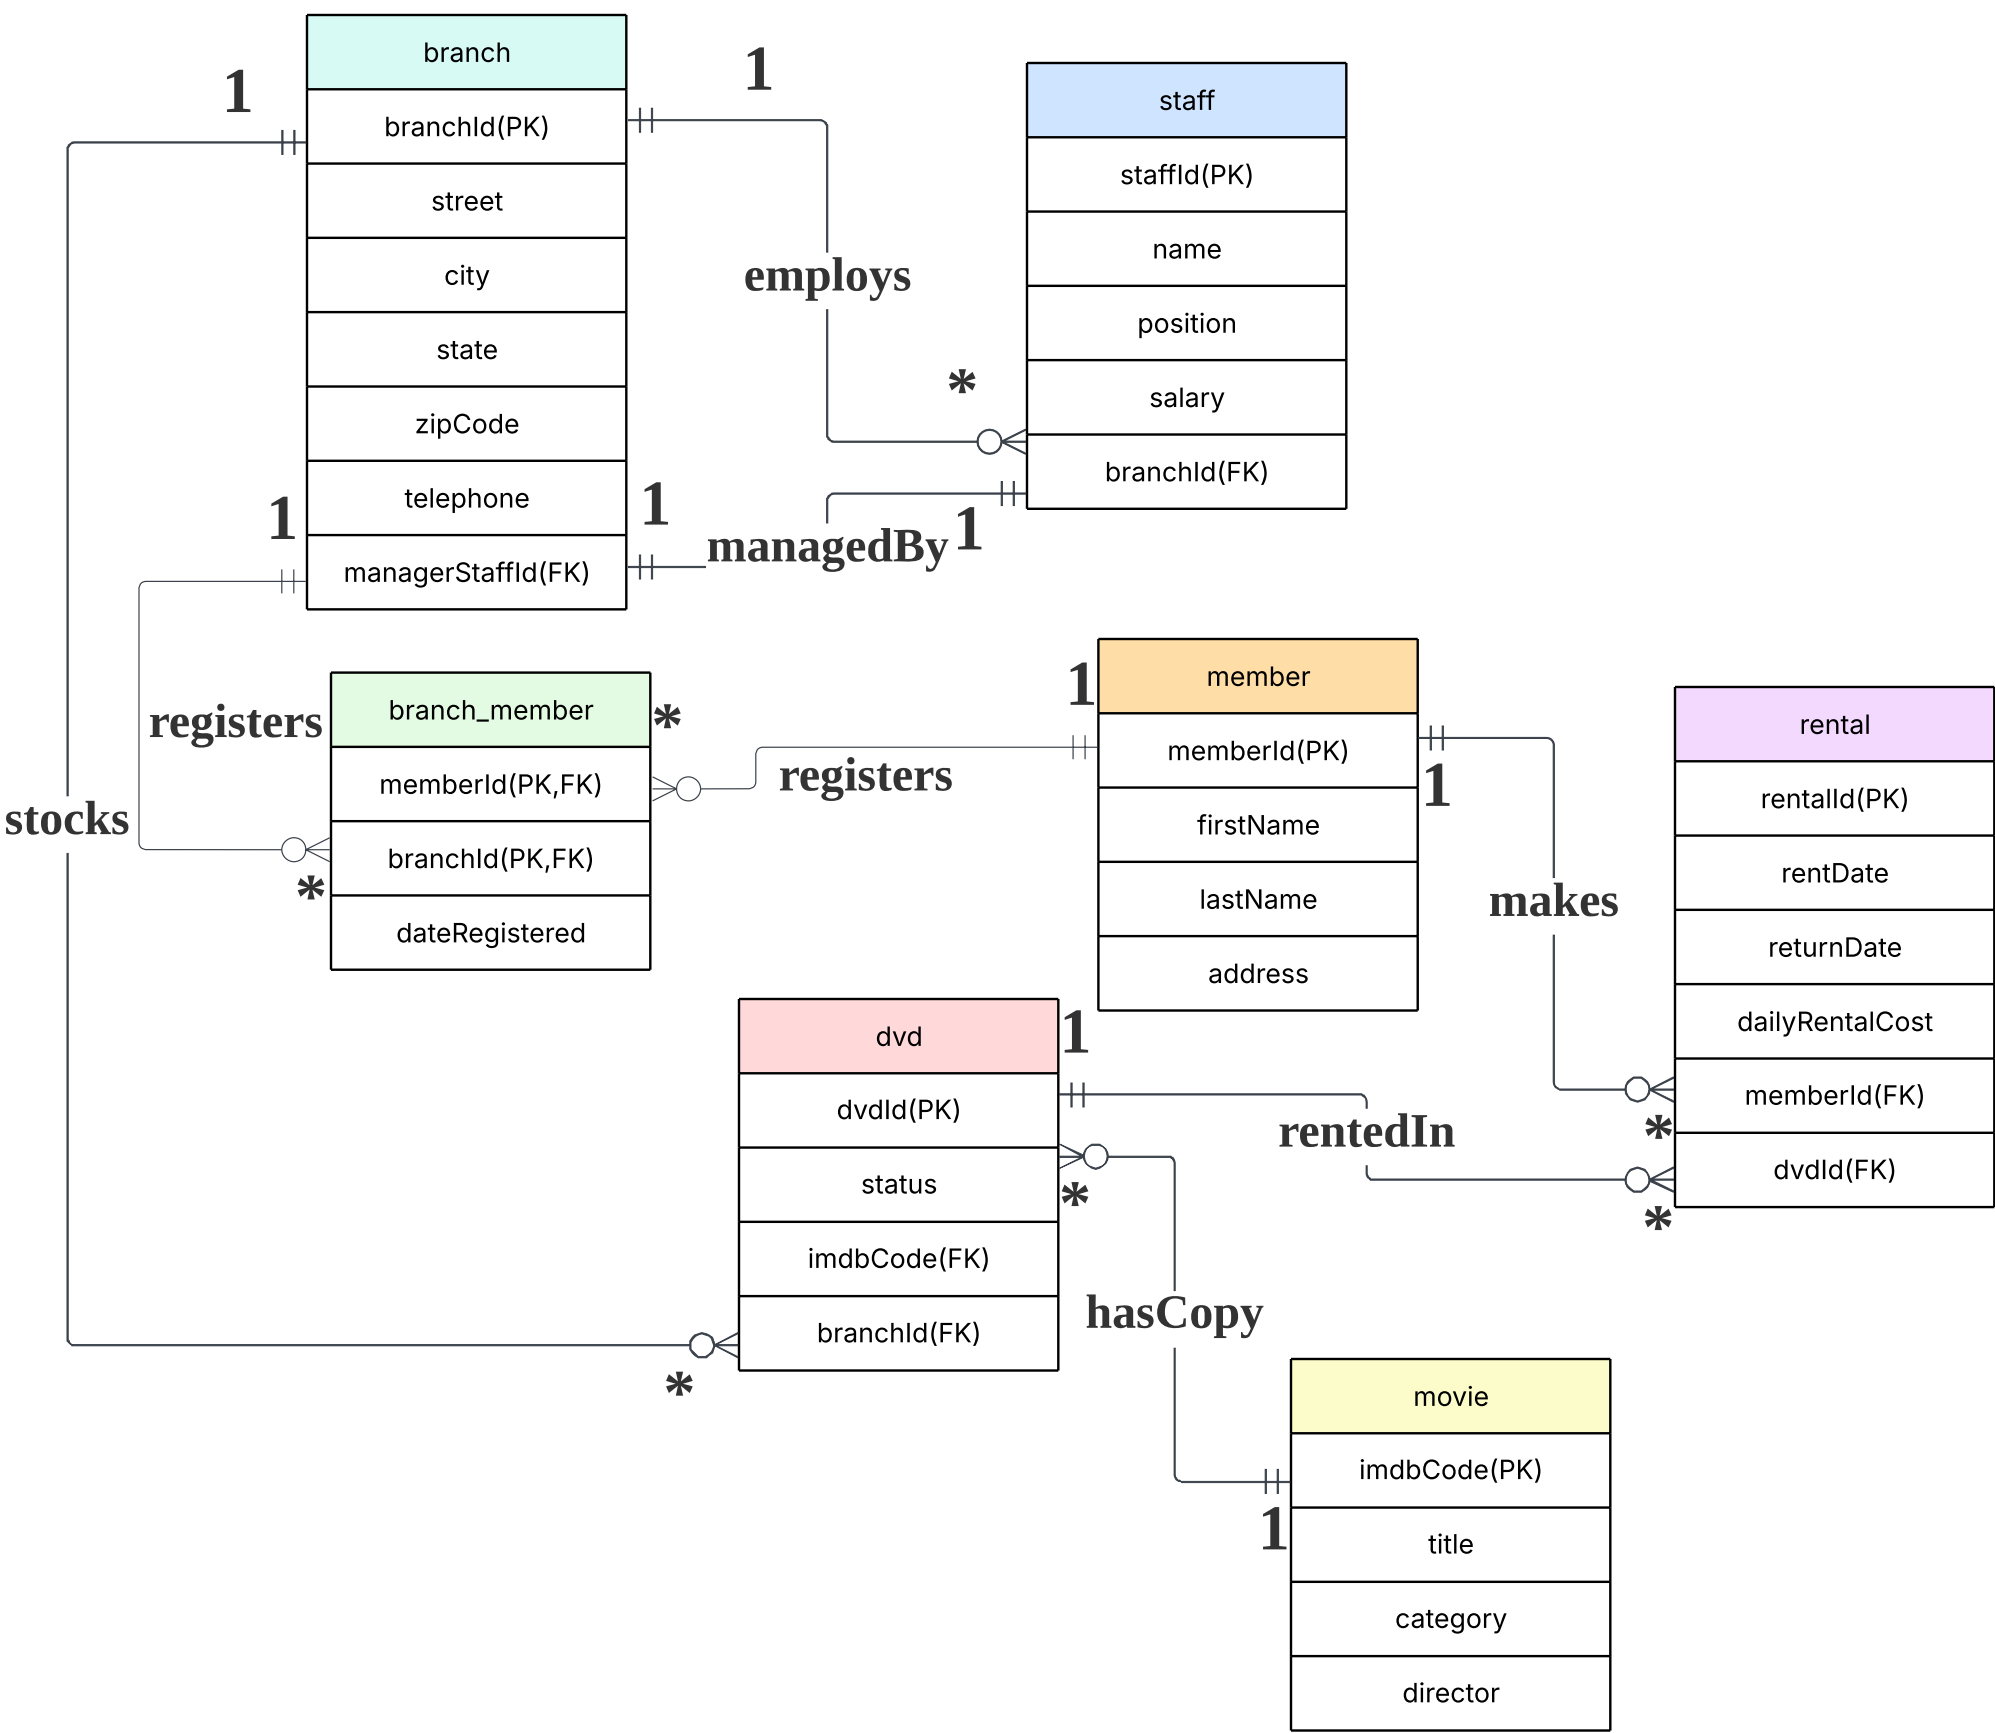 branch
branchId(PK)
street
city
state
zipCode
telephone
managerStaffId(FK)
1
1
1
1
employs
*
managedBy
1
staff
staffId(PK)
name
position
salary
branchId(FK)
stocks
registers
*
branch_member
memberId(PK,FK)
branchId(PK,FK)
dateRegistered
*
registers
1
member
memberId(PK)
firstName
lastName
address
1
makes
*
rental
rentalId(PK)
rentDate
returnDate
dailyRentalCost
memberId(FK)
dvdId(FK)
dvd
dvdId(PK)
status
imdbCode(FK)
branchId(FK)
*
1
rentedIn
*
*
hasCopy
1
movie
imdbCode(PK)
title
category
director